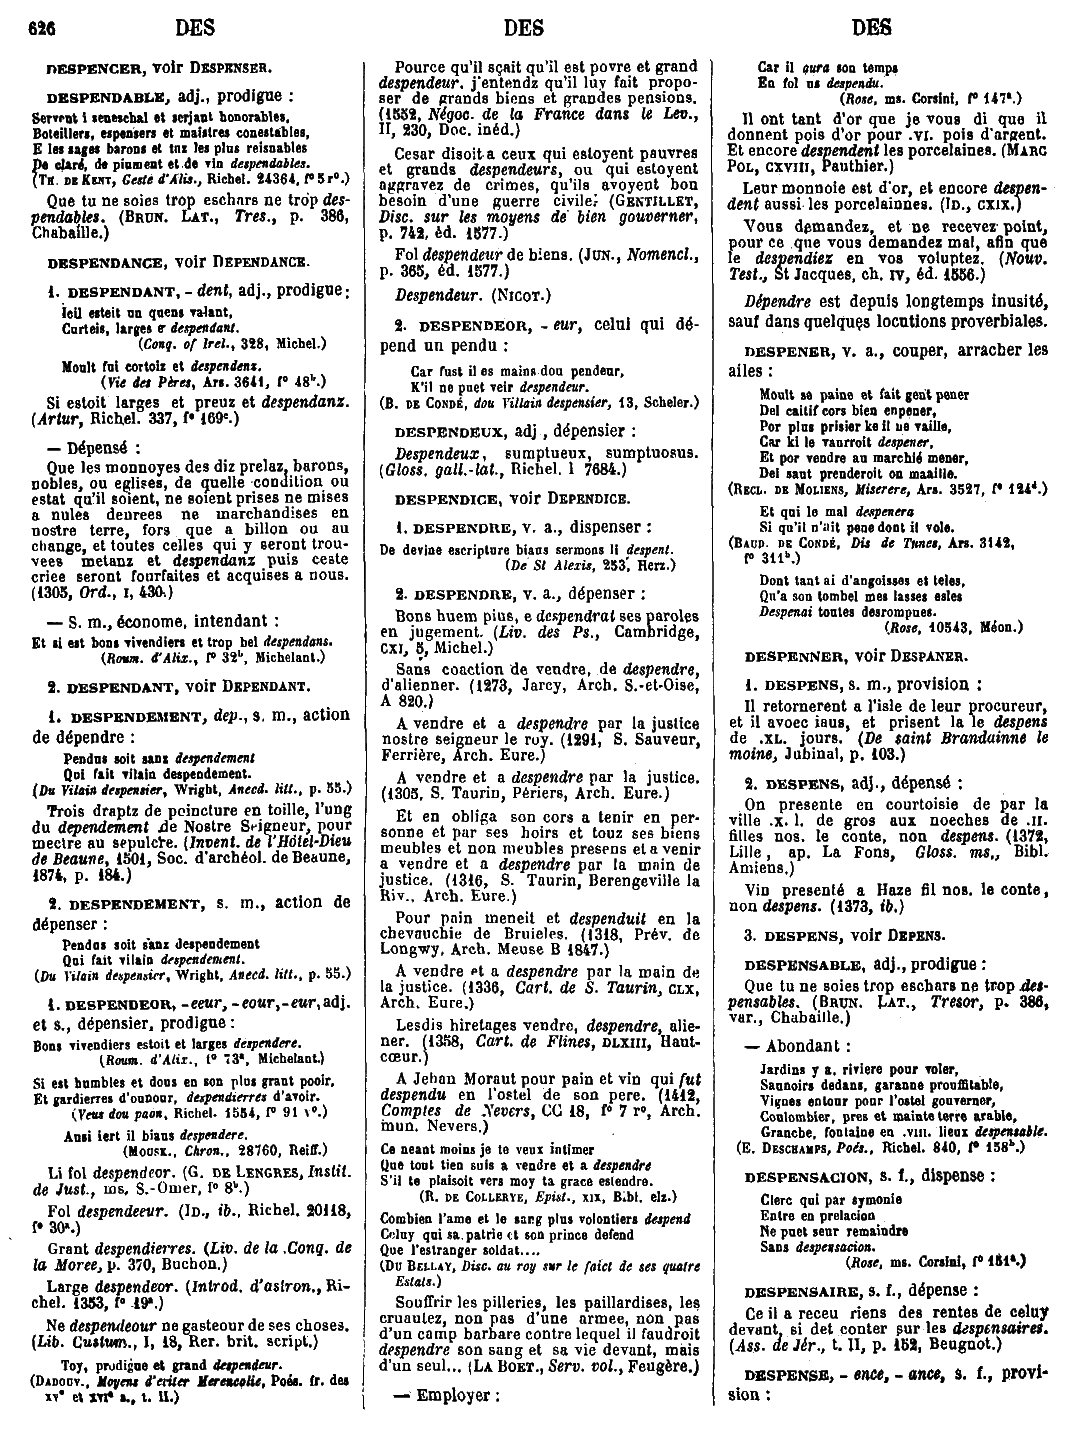 626 DES DES DES
DESPENCER, voir DESPENSER.
DESPENDABLE, adj., prodigue :
Servent i seneschal et serjant honorables,
Boteillers, espensers et maistres conestables,
E les sages barons et tuz les plus reisnables
De claré, de piument et de vin despendables.
(TH. DE KENT, Geste d'Alis., Richel. 24364, f° 5 r°.)
Que tu ne soies trop eschars ne trop des-
pendables. (BRUN. LAT., Tres., p. 386,
Chabaille.)
DESPENDANCE, voir DEPENDANCE.
1. DESPENDANT, - dent, adj., prodigue :
Icil esteit un quens valant,
Curteis, larges e despendant.
(Conq. of Irel., 328, Michel.)
Moult fui cortoiz et despendenz.
(Vie des Pères, Ars. 3641, f° 48ᵇ.)
Si estoit larges et preuz et despendanz.
(Artur, Richel. 337, f° 169ᶜ.)
— Dépensé :
Que les monnoyes des diz prelaz, barons,
nobles, ou eglises, de quelle condition ou
estat qu'il soient, ne soient prises ne mises
a nules denrees ne marchandises en
nostre terre, fors que a billon ou au
change, et toutes celles qui y seront trou-
vees metanz et despendanz puis ceste
criee seront fourfaites et acquises a nous.
(1305, Ord., I, 430.)
— S. m., économe, intendant :
Et si est bons vivendiers et trop bel despendans.
(Roum. d'Alix., f° 32ᵇ, Michelant.)
2. DESPENDANT, voir DEPENDANT.
1. DESPENDEMENT, dep., s. m., action
de dépendre :
Pendus soit sanz despendement
Qui fait vilain despendement.
(Du Vilain despensier, Wright, Anecd. litt., p. 55.)
Trois draptz de poincture en toille, l'ung
du dependement de Nostre Seigneur, pour
mectre au sepulcre. (Invent. de l'Hôtel-Dieu
de Beaune, 1501, Soc. d'archéol. de Beaune,
1874, p. 184.)
2. DESPENDEMENT, s. m., action de
dépenser :
Pendus soit sanz despendement
Qui fait vilain despendement.
(Du Vilain despensier, Wright, Anecd. litt., p. 55.)
1. DESPENDEOR, -eeur, - eour, - eur, adj.
et s., dépensier, prodigue :
Bons vivendiers estoit et larges despendere.
(Roum. d'Alix., f° 73ᵃ, Michelant.)
Si est humbles et dous en son plus grant pooir,
Et gardierres d'ounour, despendierres d'avoir.
(Veus dou paon, Richel. 1554, f° 91 v°.)
Ausi iert il bians despendere.
(MOUSK., Chron., 28760, Reiff.)
Li fol despendeor. (G. DE LENGRES, Instit.
de Just., ms. S.-Omer, f° 8ᵇ.)
Fol despendeeur. (ID., ib., Richel. 20118,
f° 30ᵃ.)
Grant despendierres. (Liv. de la Conq. de
la Moree, p. 370, Buchon.)
Large despendeor. (Introd. d'astron., Ri-
chel. 1353, f° 19ᵃ.)
Ne despendeour ne gasteour de ses choses.
(Lib. Custum., I, 18, Rer. brit. script.)
Toy, prodigue et grand despendeur.
(DADOUV., Moyens d'eviter Merencolie, Poés. fr. des
XVᵉ et XVIᵉ s., t. II.)
Pource qu'il sçait qu'il est povre et grand
despendeur, j'entendz qu'il luy fait propo-
ser de grands biens et grandes pensions.
(1552, Négoc. de la France dans le Lev.,
II, 230, Doc. inéd.)
Cesar disoit a ceux qui estoyent pauvres
et grands despendeurs, ou qui estoyent
aggravez de crimes, qu'ils avoyent bon
besoin d'une guerre civile. (GENTILLET,
Disc. sur les moyens de bien gouverner,
p. 742, éd. 1577.)
Fol despendeur de biens. (JUN., Nomencl.,
p. 365, éd. 1577.)
Despendeur. (NICOT.)
2. DESPENDEOR, - eur, celui qui dé-
pend un pendu :
Car fust il es mains dou pendeur,
K'il ne puet veir despendeur.
(B. DE CONDÉ, dou Villain despensier, 13, Scheler.)
DESPENDEUX, adj., dépensier :
Despendeux, sumptueux, sumptuosus.
(Gloss. gall.-lat., Richel. l 7684.)
DESPENDICE, voir DEPENDICE.
1. DESPENDRE, v. a., dispenser :
De devine escripture bians sermons li despent.
(De St Alexis, 253, Herz.)
2. DESPENDRE, v. a., dépenser :
Bons huem pius, e despendrat ses paroles
en jugement. (Liv. des Ps., Cambridge,
CXI, 5, Michel.)
Sans coaction de vendre, de despendre,
d'alienner. (1273, Jarcy, Arch. S.-et-Oise,
A 820.)
A vendre et a despendre par la justice
nostre seigneur le roy. (1291, S. Sauveur,
Ferrière, Arch. Eure.)
A vendre et a despendre par la justice.
(1305, S. Taurin, Périers, Arch. Eure.)
Et en obliga son cors a tenir en per-
sonne et par ses hoirs et touz ses biens
meubles et non meubles presens et a venir
a vendre et a despendre par la main de
justice. (1316, S. Taurin, Berengeville la
Riv., Arch. Eure.)
Pour pain meneit et despenduit en la
chevauchie de Bruieles. (1318, Prév. de
Longwy, Arch. Meuse B 1847.)
A vendre et a despendre par la main de
la justice. (1336, Cart. de S. Taurin, CLX,
Arch. Eure.)
Lesdis hiretages vendre, despendre, alie-
ner. (1358, Cart. de Flines, DLXIII, Haut-
cœur.)
A Jehan Moraut pour pain et vin qui fut
despendu en l'ostel de son pere. (1412,
Comptes de Nevers, CC 18, f° 7 r°, Arch.
mun. Nevers.)
Ce neant moins je te veux intimer
Que tout tien suis a vendre et a despendre
S'il te plaisoit vers moy ta grace estendre.
(R. DE COLLERYE, Epist., XIX, Bibl. elz.)
Combien l'ame et le sang plus volontiers despend
Celuy qui sa patrie et son prince defend
Que l'estranger soldat....
(DU BELLAY, Disc. au roy sur le faict de ses quatre
Estats.)
Souffrir les pilleries, les paillardises, les
cruautez, non pas d'une armee, non pas
d'un camp barbare contre lequel il faudroit
despendre son sang et sa vie devant, mais
d'un seul... (LA BOET., Serv. vol., Feugère.)
— Employer :
Car il qura son temps
En fol us despendu.
(Rose, ms. Corsini, f° 147ᵃ.)
Il ont tant d'or que je vous di que il
donnent pois d'or pour .VI. pois d'argent.
Et encore despendent les porcelaines. (MARC
POL, CXVIII, Pauthier.)
Leur monnoie est d'or, et encore despen-
dent aussi les porcelainnes. (ID., CXIX.)
Vous demandez, et ne recevez point,
pour ce que vous demandez mal, afin que
le despendiez en vos voluptez. (Nouv.
Test., St Jacques, ch. IV, éd. 1556.)
Dépendre est depuis longtemps inusité,
sauf dans quelques locutions proverbiales.
DESPENER, v. a., couper, arracher les
ailes :
Moult se paine et fait gent pener
Del caitif cors bien enpener,
Por plus prisier ke il ne vaille,
Car ki le vaurroit despener,
Et por vendre au marchié mener,
Del saut prenderoit on maaille.
(RECL. DE MOLIENS, Miserere, Ars. 3527, f° 124ᵈ.)
Et qui le mal despenera
Si qu'il n'ait pene dont il vole.
(BAUD. DE CONDÉ, Dis de Tunes, Ars. 3142,
f° 311ᵇ.)
Dont tant ai d'angoisses et teles,
Qu'a son tombel mes lasses esles
Despenai toutes desrompues.
(Rose, 10543, Méon.)
DESPENNER, voir DESPANER.
1. DESPENS, s. m., provision :
Il retornerent a l'isle de leur procureur,
et il avoec iaus, et prisent la le despens
de .XL. jours. (De saint Branduinne le
moine, Jubinal, p. 103.)
2. DESPENS, adj., dépensé :
On presente en courtoisie de par la
ville .X. l. de gros aux noeches de .II.
filles nos. le conte, non despens. (1372,
Lille, ap. La Fons, Gloss. ms., Bibl.
Amiens.)
Vin presenté a Haze fil nos. le conte,
non despens. (1373, ib.)
3. DESPENS, voir DEPENS.
DESPENSABLE, adj., prodigue :
Que tu ne soies trop eschars ne trop des-
pensables. (BRUN. LAT., Tresor, p. 386,
var., Chabaille.)
— Abondant :
Jardins y a, riviere pour voler,
Saunoirs dedans, garanne prouffitable,
Vignes entour pour l'ostel gouverner,
Coulombier, pres et mainte terre arable,
Granche, fontaine en .VIII. lieux despensable.
(E. DESCHAMPS, Poés., Richel. 840, f° 158ᵇ.)
DESPENSACION, s. f., dispense :
Clerc qui par symonie
Entre en prelacion
Ne puet seur remaindre
Sans despensacion.
(Rose, ms. Corsini, f° 151ᵃ.)
DESPENSAIRE, s. f., dépense :
Ce il a receu riens des rentes de celuy
devant, si det conter sur les despensaires.
(Ass. de Jér., t. II, p. 152, Beugnot.)
DESPENSE, - ence, - ance, s. f., provi-
sion :